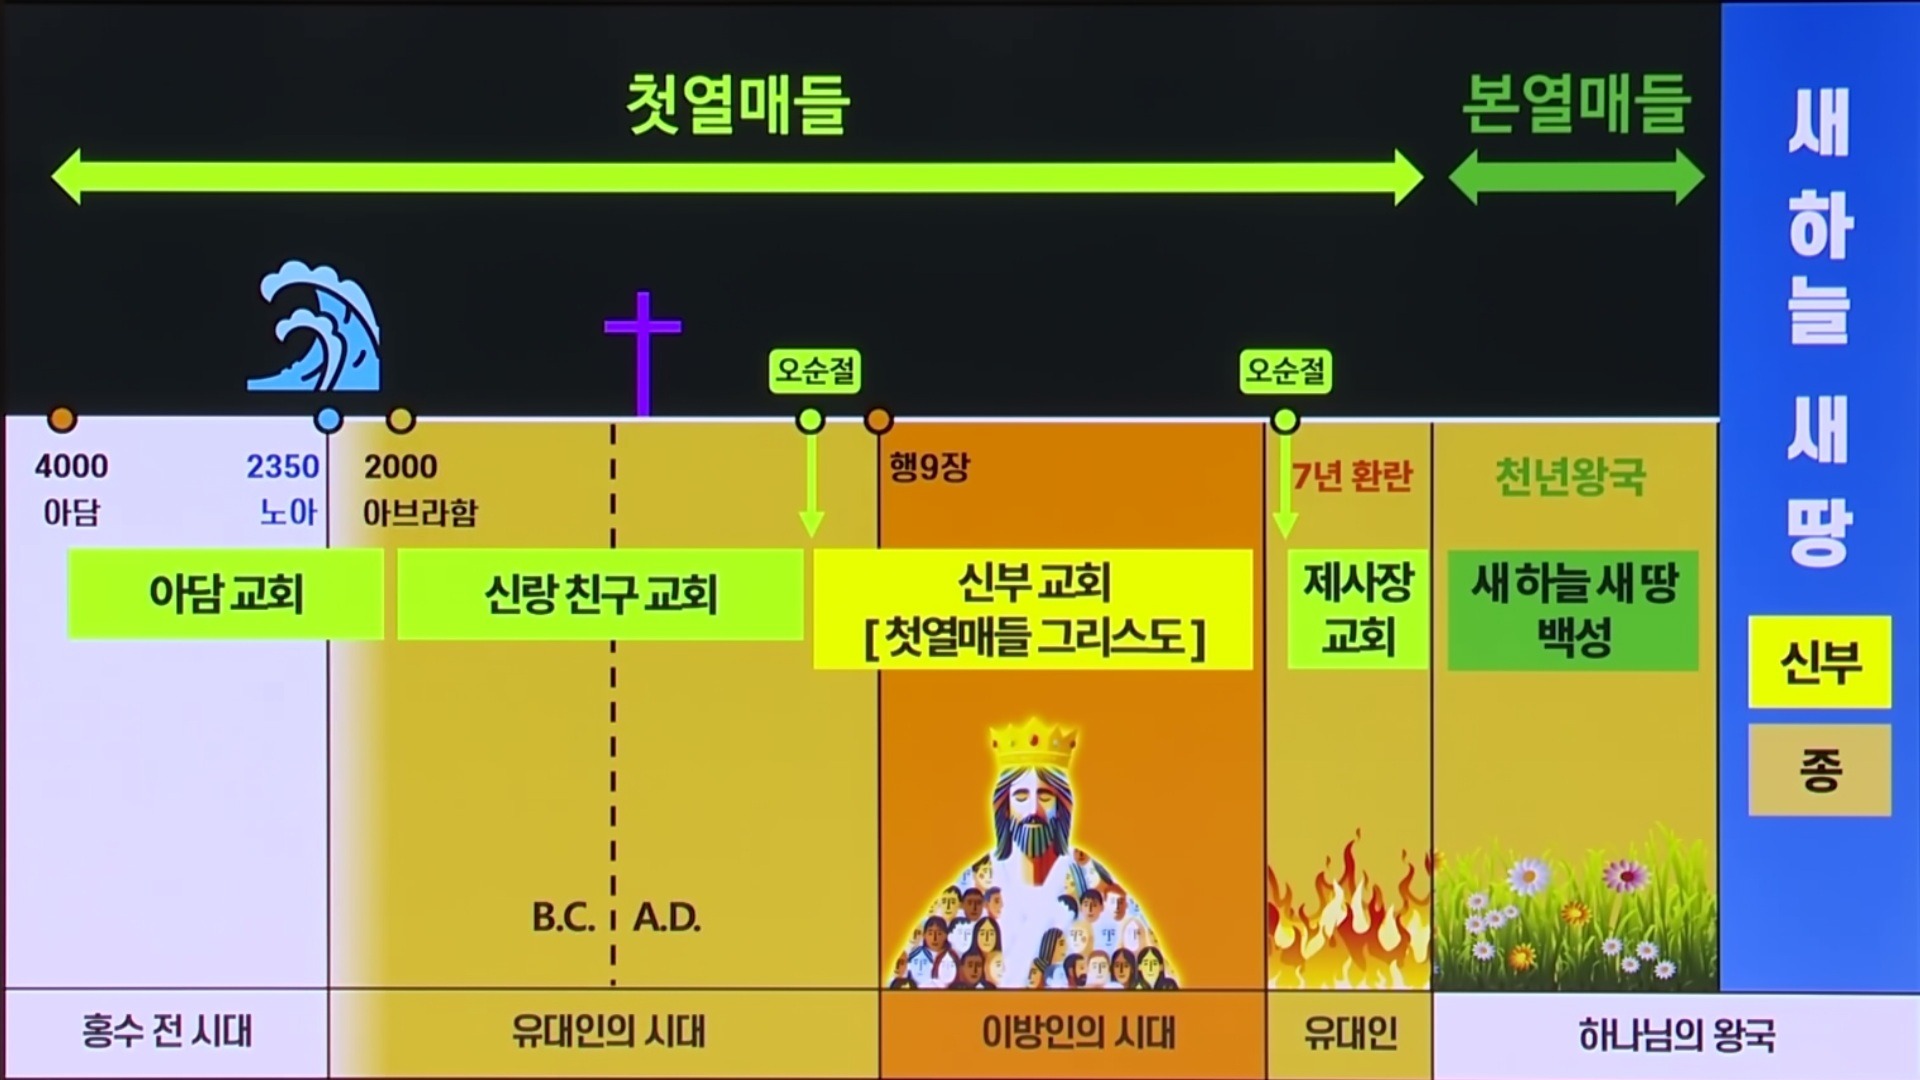 첫열매들
본열매들
새 하늘 새 땅
오순절
오순절
4000
아담
2350
노아
2000
아브라함
행9장
7년 환란
천년왕국
아담 교회
신랑 친구 교회
신부 교회
[ 첫열매들 그리스도 ]
제사장
교회
새 하늘 새 땅
백성
신부
종
B.C.
A.D.
홍수 전 시대
유대인의 시대
이방인의 시대
유대인
하나님의 왕국